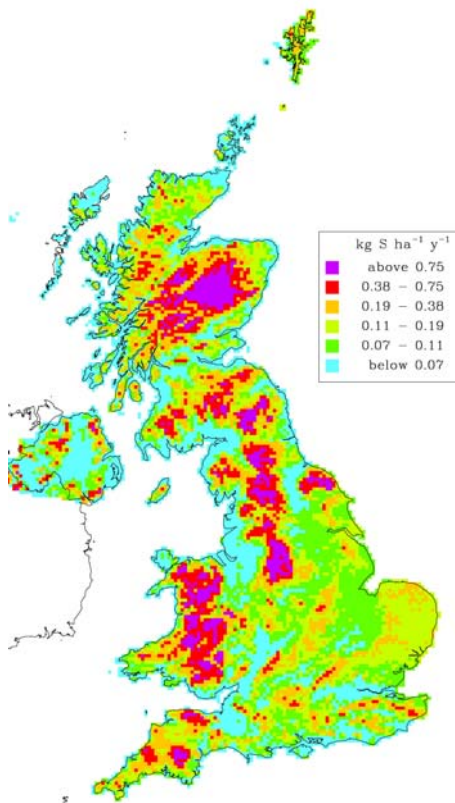 kg S ha⁻¹ y⁻¹
above 0.75
0.38 – 0.75
0.19 – 0.38
0.11 – 0.19
0.07 – 0.11
below 0.07